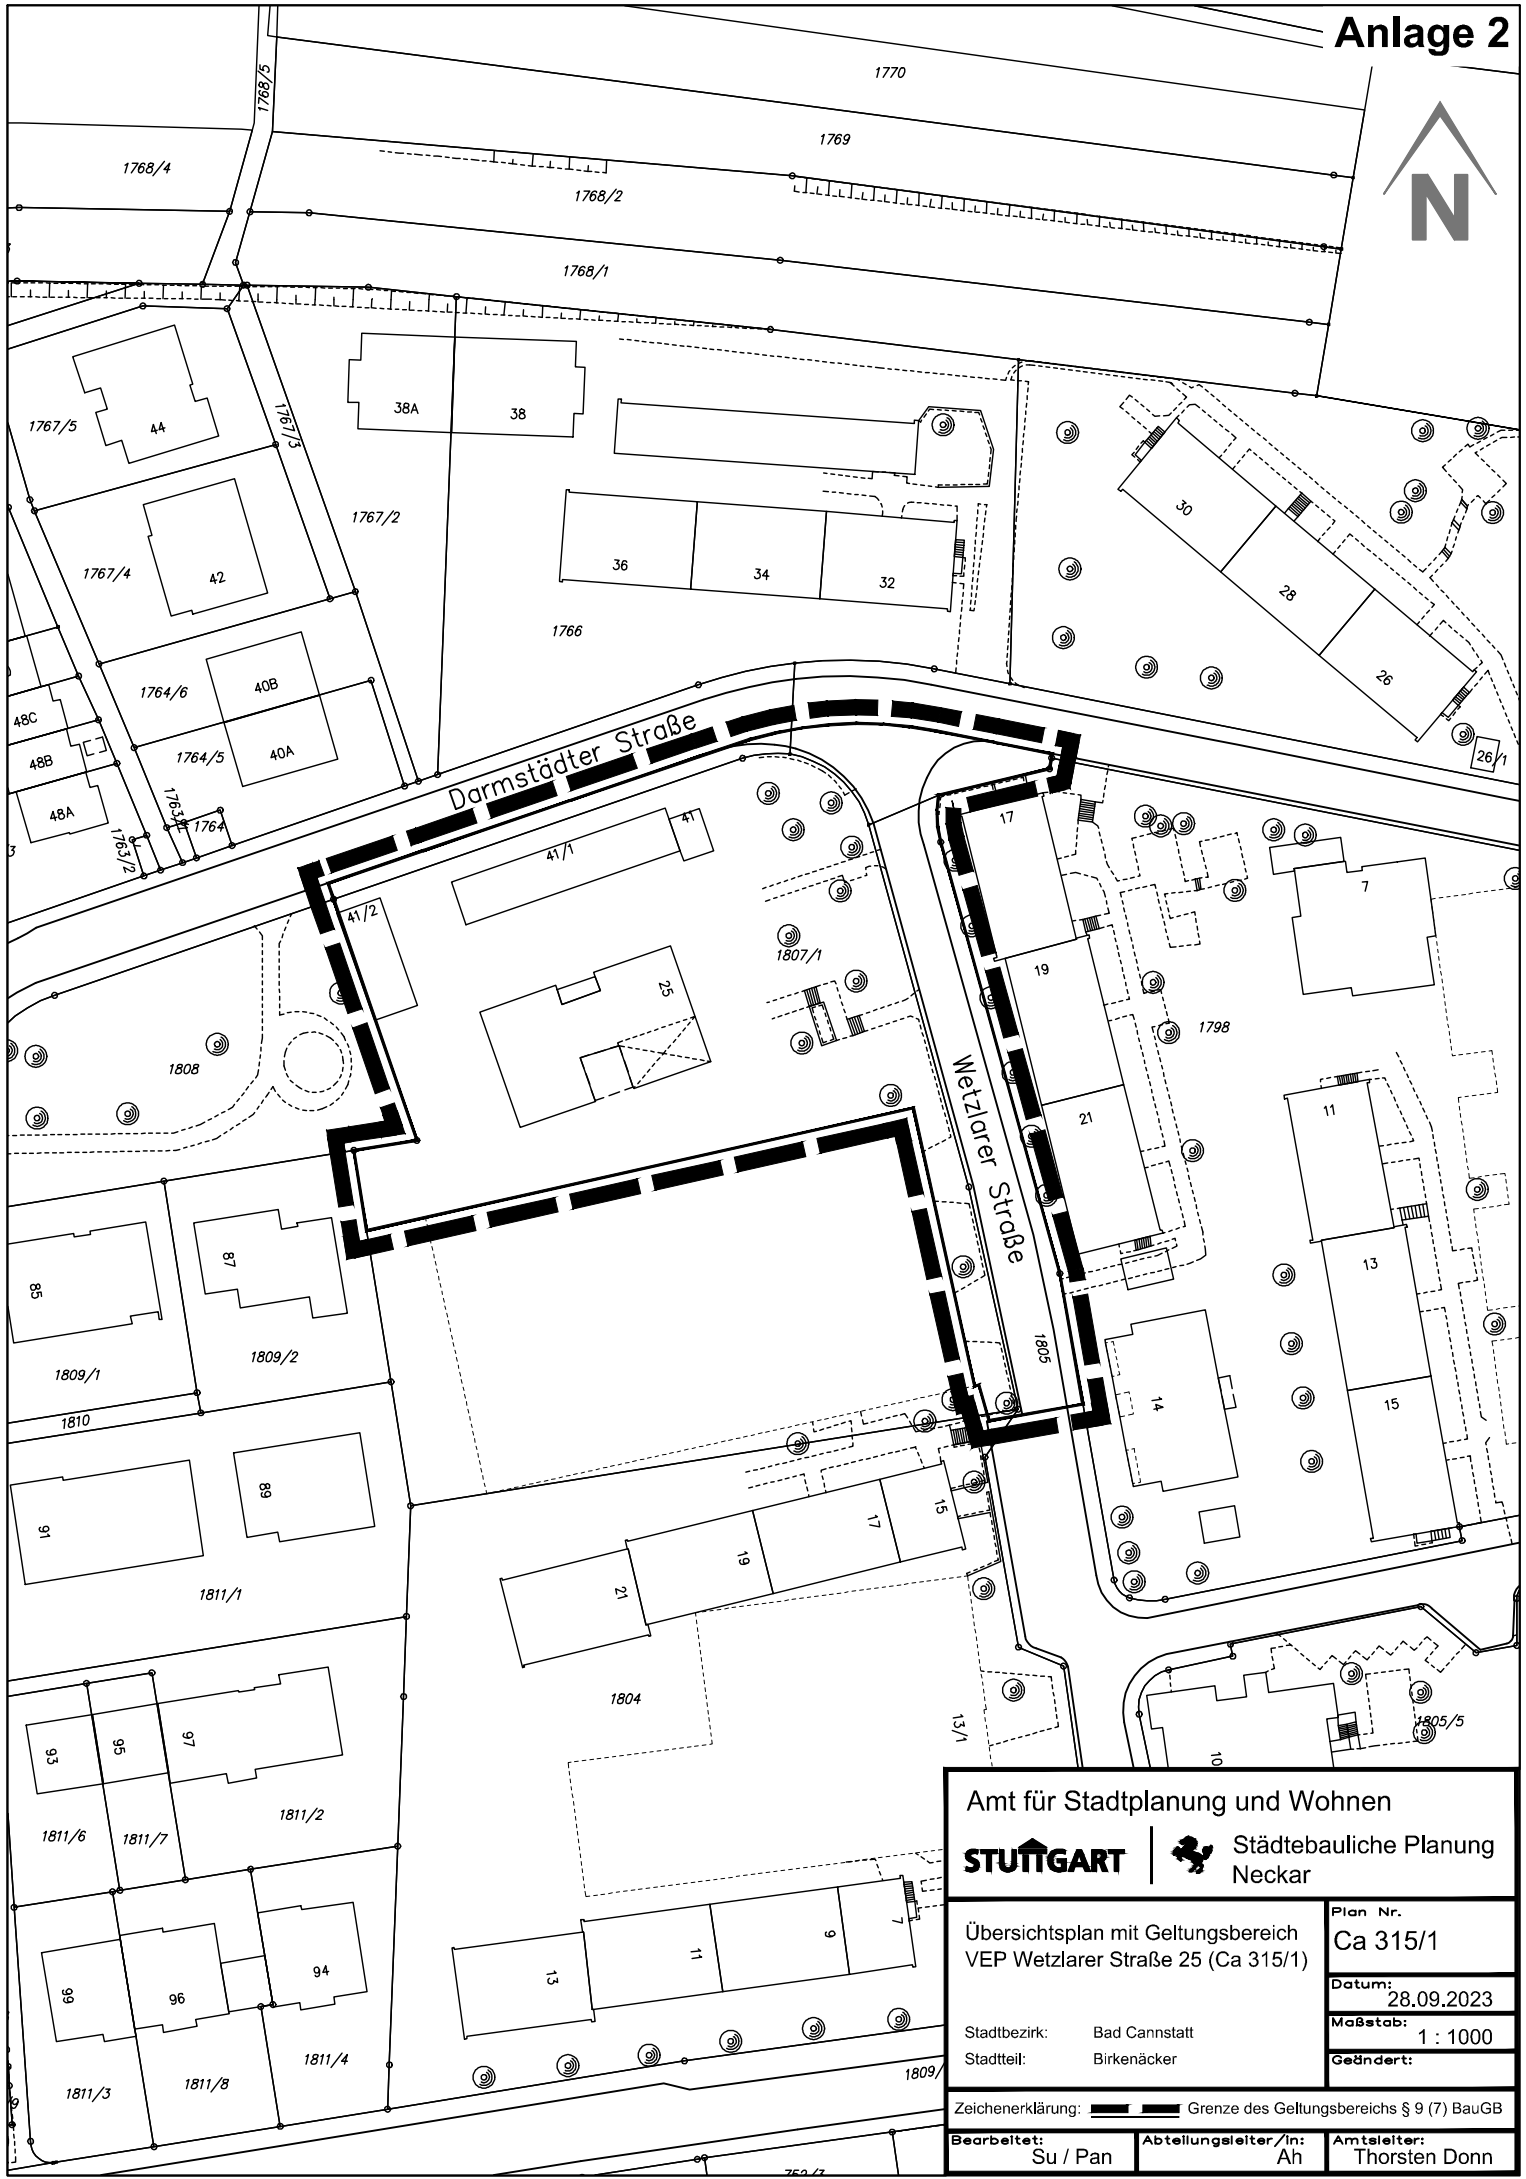 Anlage 2
N
1770
1768/5
1769
1768/4
1768/2
1768/1
1767/5
44
1767/3
38A
38
1767/2
30
1767/4
42
36
34
32
28
1766
26
26/1
1764/6
40B
48C
1764/5
40A
48B
48A
1763/1
1764
1763/2
Darmstädter Straße
41
41/1
17
7
41/2
1807/1
19
25
1798
1808
Wetzlarer Straße
21
11
13
87
85
1805
1809/2
1809/1
14
15
1810
89
91
15
17
19
21
1811/1
1804
13/1
1805/5
93
95
97
10
1811/2
1811/6
1811/7
7
9
11
13
94
96
99
1811/4
1811/3
1811/8
1809/
752/3
Amt für Stadtplanung und Wohnen
STUTTGART
Städtebauliche Planung
Neckar
Übersichtsplan mit Geltungsbereich
VEP Wetzlarer Straße 25 (Ca 315/1)
Plan Nr.
Ca 315/1
Datum:
28.09.2023
Maßstab:
1 : 1000
Geändert:
Stadtbezirk: Bad Cannstatt
Stadtteil: Birkenäcker
Zeichenerklärung: Grenze des Geltungsbereichs § 9 (7) BauGB
Bearbeitet:
Su / Pan
Abteilungsleiter/in:
Ah
Amtsleiter:
Thorsten Donn